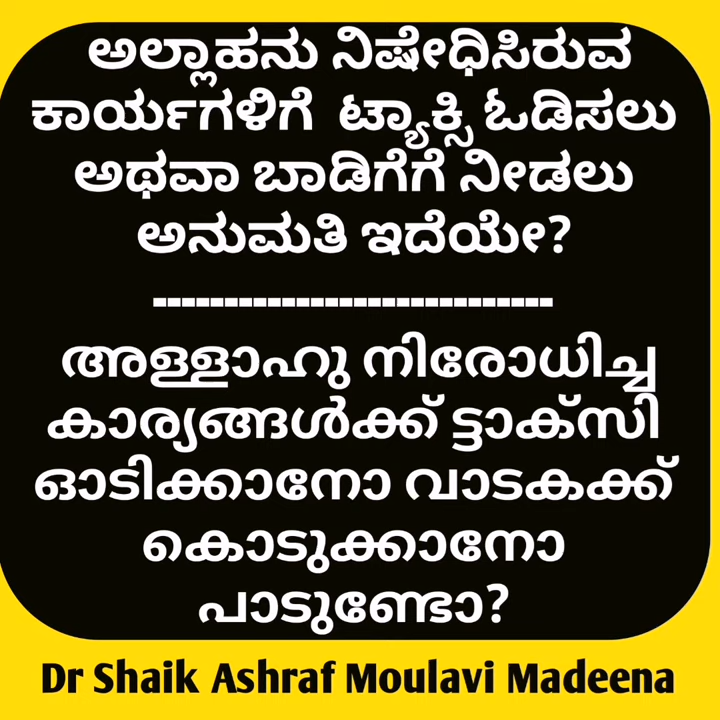 ಅಲ್ಲಾಹನು ನಿಷೇಧಿಸಿರುವ
ಕಾರ್ಯಗಳಿಗೆ ಟ್ಯಾಕ್ಸಿ ಓಡಿಸಲು
ಅಥವಾ ಬಾಡಿಗೆಗೆ ನೀಡಲು
ಅನುಮತಿ ಇದೆಯೇ?
----------------------------
അള്ളാഹു നിരോധിച്ച
കാര്യങ്ങൾക്ക് ട്ടാക്സി
ഓടിക്കാനോ വാടകക്ക്
കൊടുക്കാനോ
പാടുണ്ടോ?
Dr Shaik Ashraf Moulavi Madeena